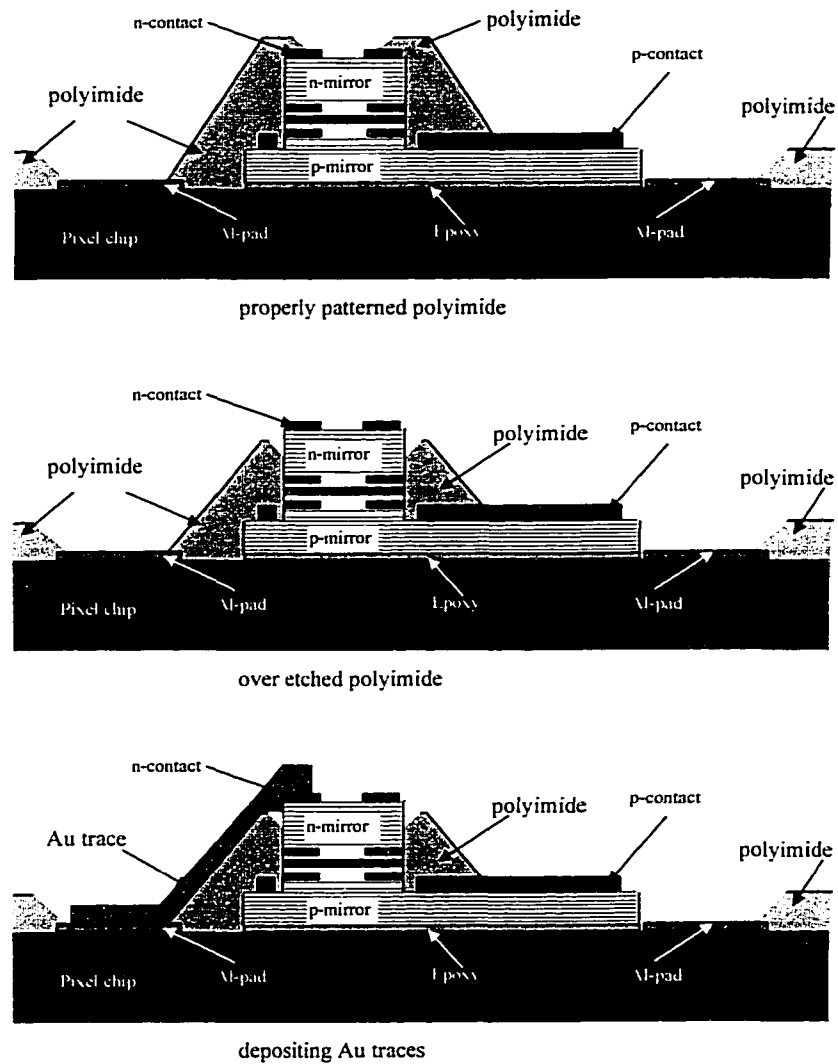 n-contact
polyimide
p-contact
polyimide
n-mirror
polyimide
p-mirror
Pixel chip
Al-pad
Epoxy
Al-pad
properly patterned polyimide
n-contact
p-contact
polyimide
n-mirror
polyimide
polyimide
p-mirror
Pixel chip
Al-pad
Epoxy
Al-pad
over etched polyimide
n-contact
p-contact
polyimide
n-mirror
Au trace
polyimide
p-mirror
Pixel chip
Al-pad
Epoxy
Al-pad
depositing Au traces